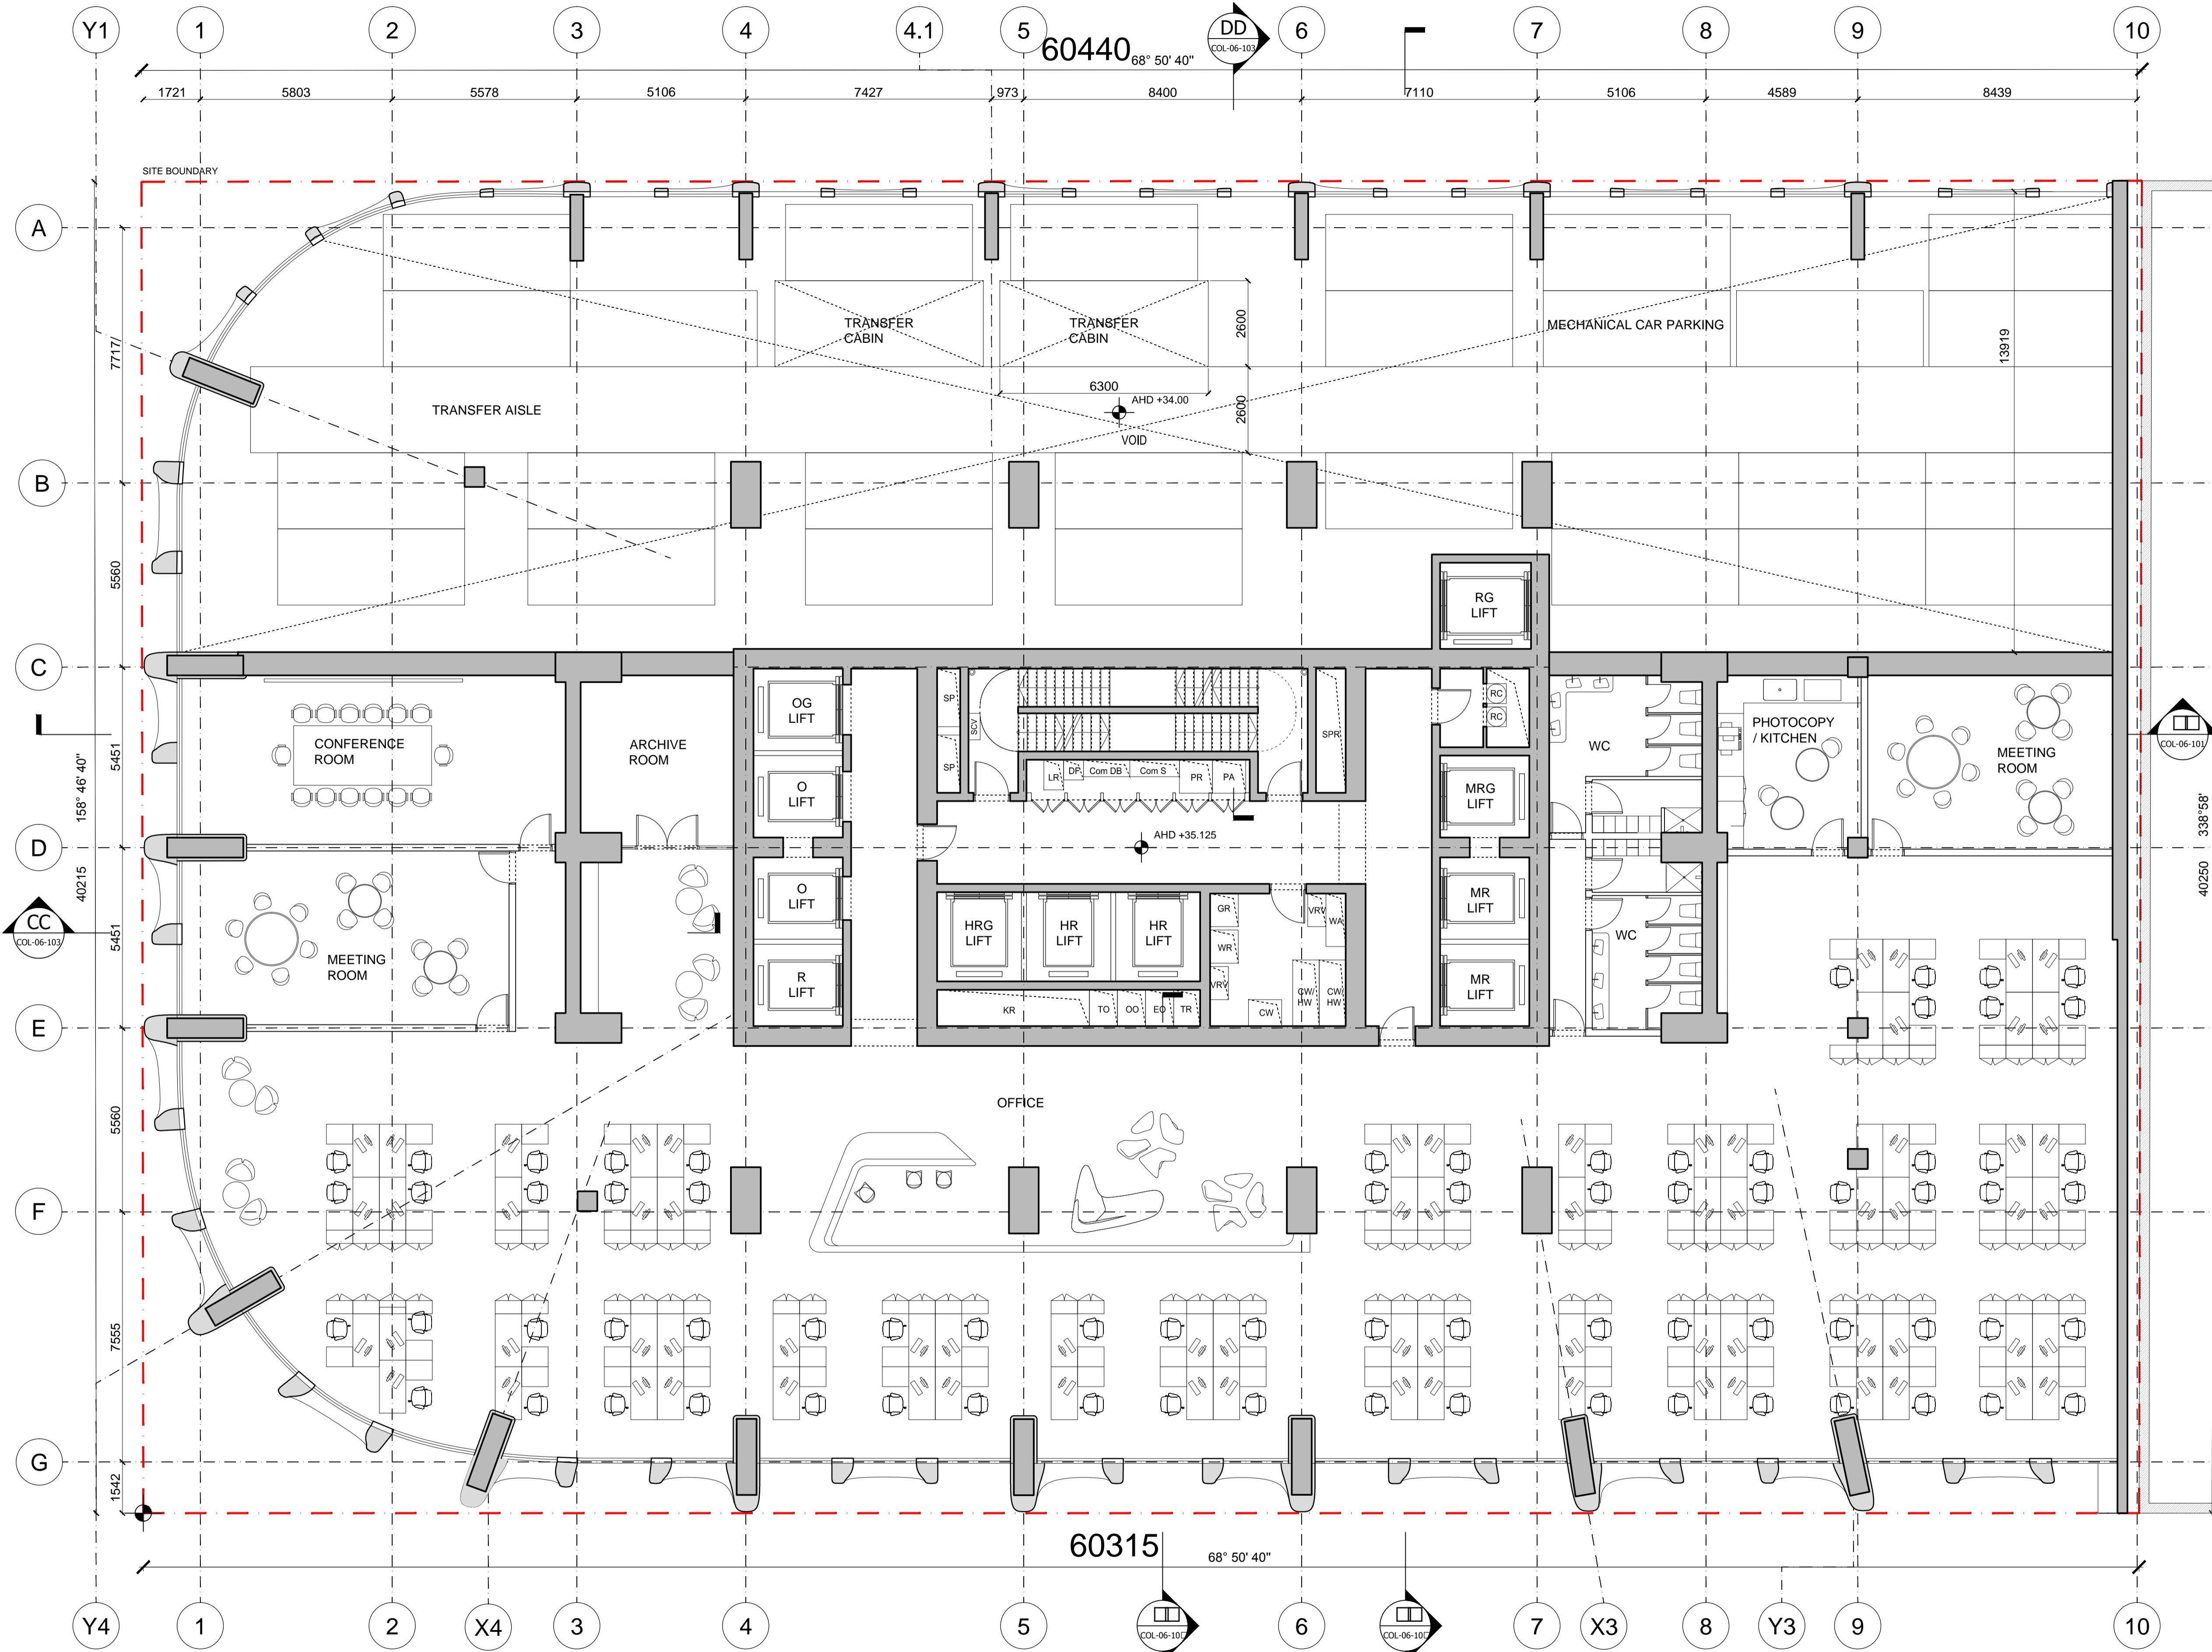 Y1
1
2
3
4
4.1
5
6
7
8
9
10
60440
68° 50' 40"
DD
COL-06-103
1721
5803
5578
5106
7427
973
8400
7110
5106
4589
8439
SITE BOUNDARY
A
B
C
D
E
F
G
7717
5560
5451
5451
5560
7555
1542
158° 46' 40"
40215
TRANSFER
CABIN
TRANSFER
CABIN
2600
MECHANICAL CAR PARKING
13919
6300
2600
TRANSFER AISLE
AHD +34.00
VOID
RG
LIFT
OG
LIFT
SP
SCV
SPR
RC
RC
WC
PHOTOCOPY
/ KITCHEN
MEETING
ROOM
CONFERENCE
ROOM
ARCHIVE
ROOM
O
LIFT
SP
LR
DF
Com DB
Com S
PR
PA
MRG
LIFT
COL-06-101
338°58'
40250
AHD +35.125
CC
COL-06-103
O
LIFT
HRG
LIFT
HR
LIFT
HR
LIFT
GR
WR
VRV
VRV
WA
MR
LIFT
WC
MEETING
ROOM
R
LIFT
KR
TO
OO
EO
TR
CW
CW/
HW
CW/
HW
MR
LIFT
OFFICE
60315
68° 50' 40"
Y4
1
2
X4
3
4
5
COL-06-10
6
COL-06-10
7
X3
8
Y3
9
10